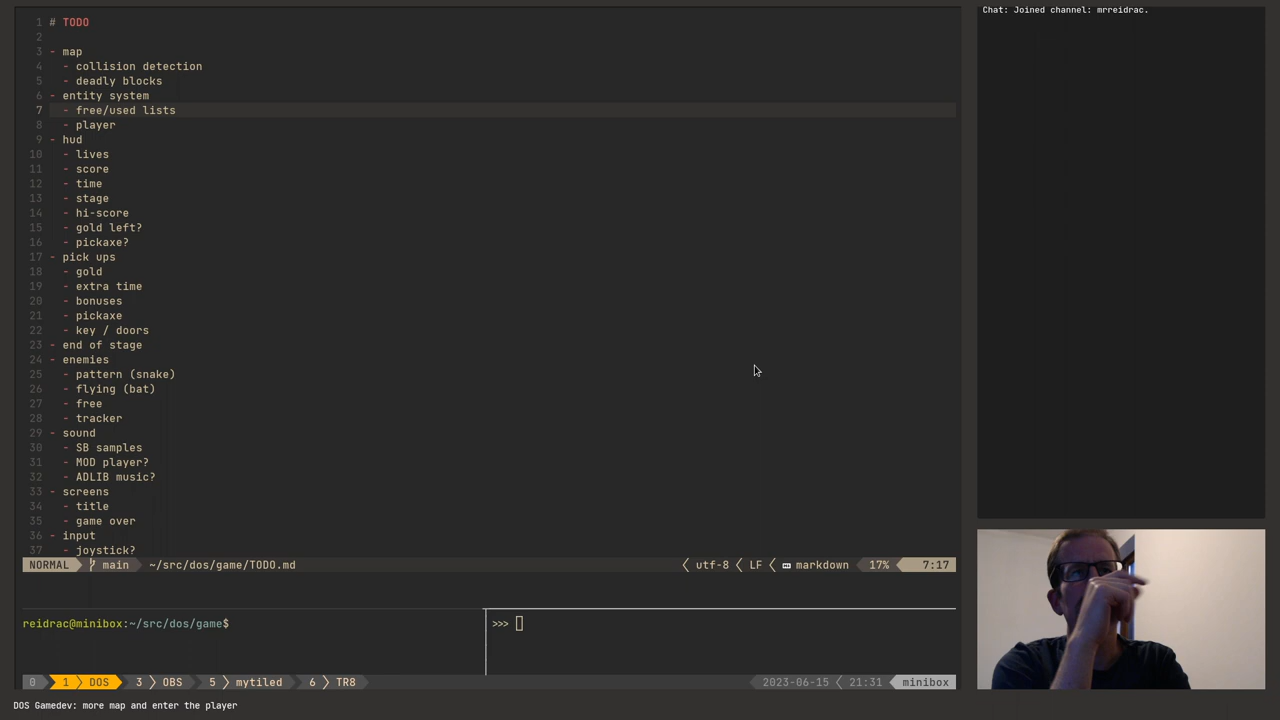 Chat: Joined channel: mrreidrac.
1 # TODO
2
3 - map
4   - collision detection
5   - deadly blocks
6 - entity system
7   - free/used lists
8   - player
9 - hud
10   - lives
11   - score
12   - time
13   - stage
14   - hi-score
15   - gold left?
16   - pickaxe?
17 - pick ups
18   - gold
19   - extra time
20   - bonuses
21   - pickaxe
22   - key / doors
23 - end of stage
24 - enemies
25   - pattern (snake)
26   - flying (bat)
27   - free
28   - tracker
29 - sound
30   - SB samples
31   - MOD player?
32   - ADLIB music?
33 - screens
34   - title
35   - game over
36 - input
37   - joystick?
NORMAL main ~/src/dos/game/TODO.md utf-8 LF markdown 17% 7:17
reidrac@minibox:~/src/dos/game$
>>>
0 1 DOS 3 OBS 5 mytiled 6 TR8 2023-06-15 21:31 minibox
DOS Gamedev: more map and enter the player